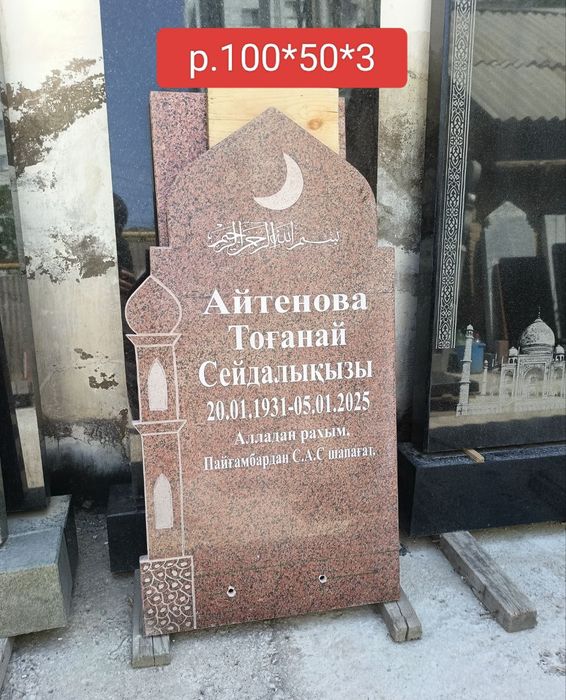 р.100*50*3
بسم الله الرحمن الرحيم
Айтенова
Тоғанай
Сейдалықызы
20.01.1931-05.01.2025
Алладан рахым.
Пайғамбардан С.А.С шапағат.